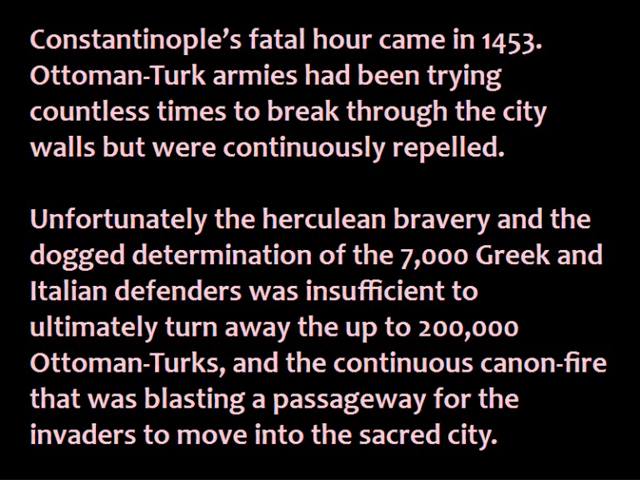 Constantinople’s fatal hour came in 1453.
Ottoman-Turk armies had been trying
countless times to break through the city
walls but were continuously repelled.
Unfortunately the herculean bravery and the
dogged determination of the 7,000 Greek and
Italian defenders was insufficient to
ultimately turn away the up to 200,000
Ottoman-Turks, and the continuous canon-fire
that was blasting a passageway for the
invaders to move into the sacred city.